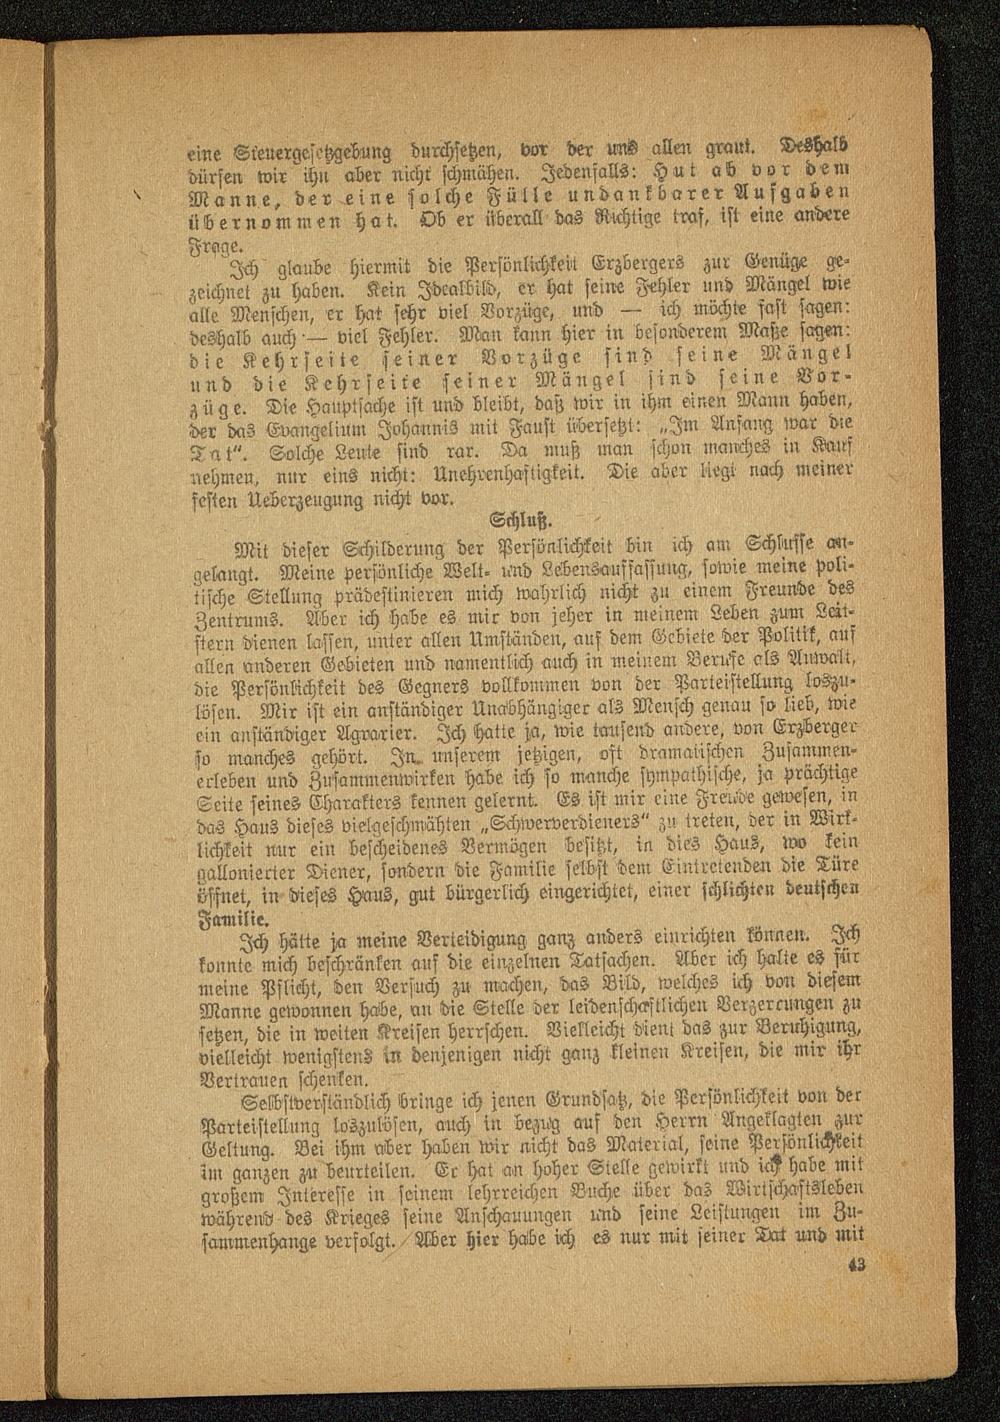 eine Steuergesetzgebung durchsetzen, vor der uns allen graut. Deshalb
dürfen wir ihn aber nicht schmähen. Jedenfalls: Hut ab vor dem
Manne, der eine solche Fülle undankbarer Aufgaben
übernommen hat. Ob er überall das Richtige traf, ist eine andere
Frage.
Ich glaube hiermit die Persönlichkeit Erzbergers zur Genüge ge-
zeichnet zu haben. Kein Idealbild, er hat seine Fehler und Mängel wie
alle Menschen, er hat sehr viel Vorzüge, und — ich möchte fast sagen:
deshalb auch — viel Fehler. Man kann hier in besonderem Maße sagen:
die Kehrseite seiner Vorzüge sind seine Mängel
und die Kehrseite seiner Mängel sind seine Vor-
züge. Die Hauptsache ist und bleibt, daß wir in ihm einen Mann haben,
der das Evangelium Johannis mit Faust übersetzt: „Im Anfang war die
Tat“. Solche Leute sind rar. Da muß man schon manches in Kauf
nehmen, nur eins nicht: Unehrenhaftigkeit. Die aber liegt nach meiner
festen Ueberzeugung nicht vor.
Schluß.
Mit dieser Schilderung der Persönlichkeit bin ich am Schlusse an-
gelangt. Meine persönliche Welt- und Lebensauffassung, sowie meine poli-
tische Stellung prädestinieren mich wahrlich nicht zu einem Freunde des
Zentrums. Aber ich habe es mir von jeher in meinem Leben zum Leit-
stern dienen lassen, unter allen Umständen, auf dem Gebiete der Politik, auf
allen anderen Gebieten und namentlich auch in meinem Berufe als Anwalt,
die Persönlichkeit des Gegners vollkommen von der Parteistellung loszu-
lösen. Mir ist ein anständiger Unabhängiger als Mensch genau so lieb, wie
ein anständiger Agrarier. Ich hatte ja, wie tausend andere, von Erzberger
so manches gehört. In unserem jetzigen, oft dramatischen Zusammen-
erleben und Zusammenwirken habe ich so manche sympathische, ja prächtige
Seite seines Charakters kennen gelernt. Es ist mir eine Freude gewesen, in
das Haus dieses vielgeschmähten „Schwerverdieners“ zu treten, der in Wirk-
lichkeit nur ein bescheidenes Vermögen besitzt, in dies Haus, wo kein
gallonierter Diener, sondern die Familie selbst dem Eintretenden die Türe
öffnet, in dieses Haus, gut bürgerlich eingerichtet, einer schlichten deutschen
Familie.
Ich hätte ja meine Verteidigung ganz anders einrichten können. Ich
konnte mich beschränken auf die einzelnen Tatsachen. Aber ich halte es für
meine Pflicht, den Versuch zu machen, das Bild, welches ich von diesem
Manne gewonnen habe, an die Stelle der leidenschaftlichen Verzerrungen zu
setzen, die in weiten Kreisen herrschen. Vielleicht dient das zur Beruhigung,
vielleicht wenigstens in denjenigen nicht ganz kleinen Kreisen, die mir ihr
Vertrauen schenken.
Selbstverständlich bringe ich jenen Grundsatz, die Persönlichkeit von der
Parteistellung loszulösen, auch in bezug auf den Herrn Angeklagten zur
Geltung. Bei ihm aber haben wir nicht das Material, seine Persönlichkeit
im ganzen zu beurteilen. Er hat an hoher Stelle gewirkt und ich habe mit
großem Interesse in seinem lehrreichen Buche über das Wirtschaftsleben
während des Krieges seine Anschauungen und seine Leistungen im Zu-
sammenhange verfolgt. Aber hier habe ich es nur mit seiner Tat und mit
43